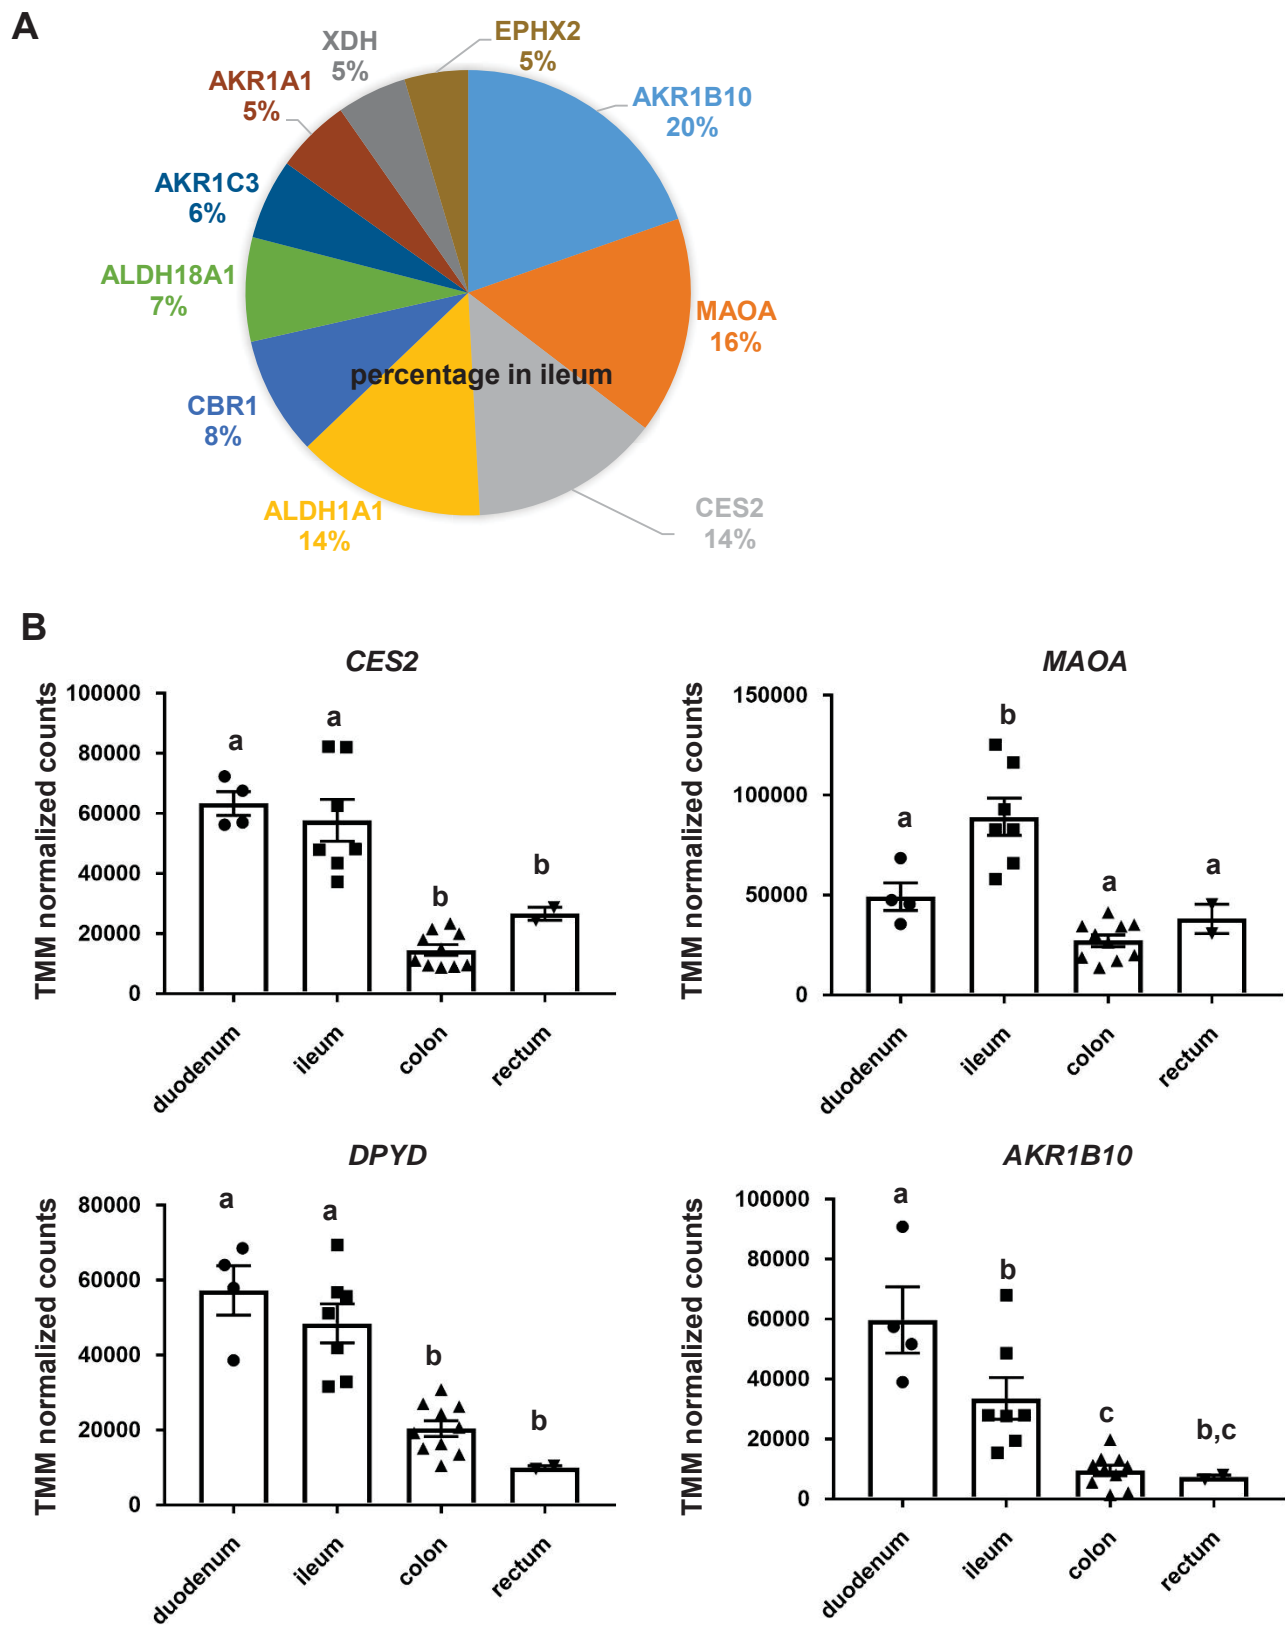 A
XDH
5%
EPHX2
5%
AKR1A1
5%
AKR1B10
20%
AKR1C3
6%
ALDH18A1
7%
MAOA
16%
percentage in ileum
CBR1
8%
ALDH1A1
14%
CES2
14%
B
CES2
TMM normalized counts
100000
80000
60000
40000
20000
0
a
a
b
b
duodenum
ileum
colon
rectum
MAOA
TMM normalized counts
150000
100000
50000
0
a
b
a
a
duodenum
ileum
colon
rectum
DPYD
TMM normalized counts
80000
60000
40000
20000
0
a
a
b
b
duodenum
ileum
colon
rectum
AKR1B10
TMM normalized counts
100000
80000
60000
40000
20000
0
a
b
c
b,c
duodenum
ileum
colon
rectum